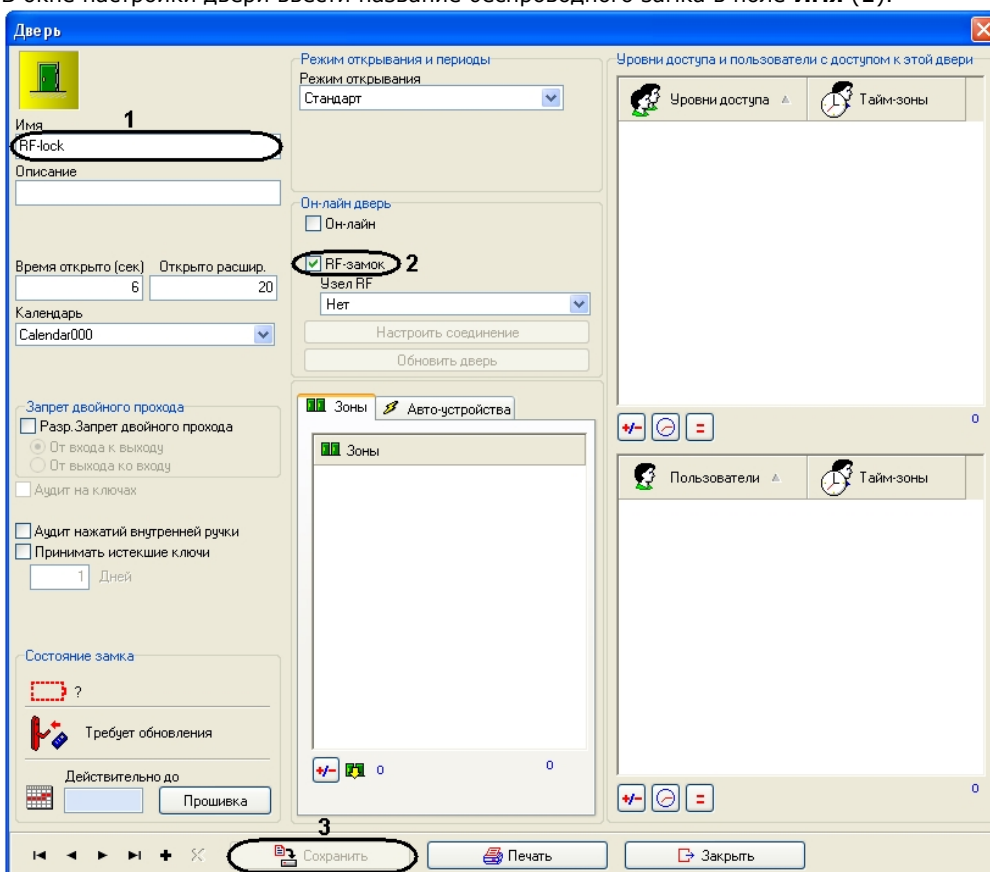 В окне настройки двери ввести название беспроводного замка в поле Имя (1).
Дверь
Имя
1
RF-lock
Описание
Время открыто (сек)
Открыто расшир.
6
20
Календарь
Calendar000
Запрет двойного прохода
Разр.Запрет двойного прохода
От входа к выходу
От выхода ко входу
Аудит на ключах
Аудит нажатий внутренней ручки
Принимать истекшие ключи
1 Дней
Состояние замка
?
Требует обновления
Действительно до
Прошивка
Режим открывания и периоды
Режим открывания
Стандарт
Он-лайн дверь
Он-лайн
RF-замок 2
Узел RF
Нет
Настроить соединение
Обновить дверь
Зоны
Авто-устройства
Зоны
0
0
Уровни доступа и пользователи с доступом к этой двери
Уровни доступа
Тайм-зоны
0
Пользователи
Тайм-зоны
0
3
Сохранить
Печать
Закрыть